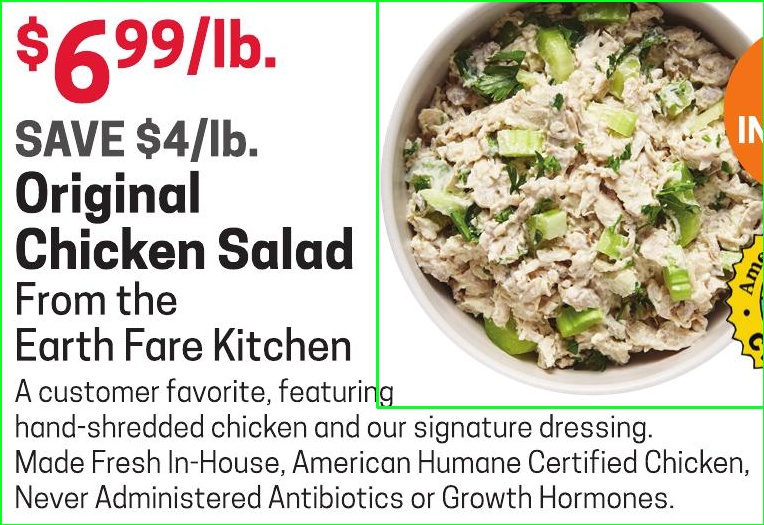 $6.99/lb.
SAVE $4/lb.
Original
Chicken Salad
From the
Earth Fare Kitchen
A customer favorite, featuring
hand-shredded chicken and our signature dressing.
Made Fresh In-House, American Humane Certified Chicken,
Never Administered Antibiotics or Growth Hormones.
IN
Ame